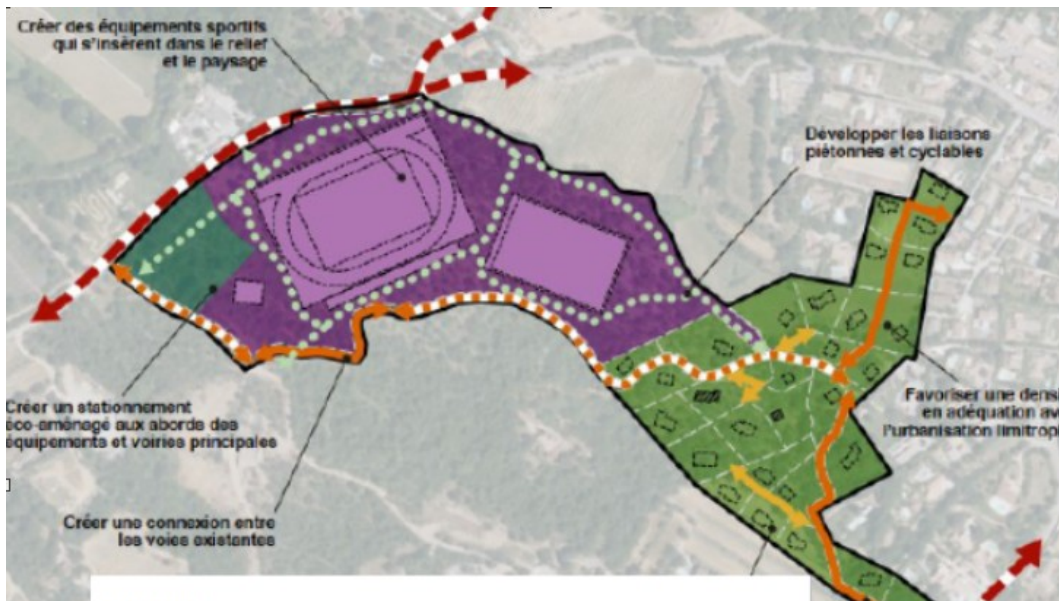 Créer des équipements sportifs
qui s'insèrent dans le relief
et le paysage
Développer les liaisons
piétonnes et cyclables
Créer un stationnement
éco-aménagé aux abords des
équipements et voiries principales
Favoriser une dens
en adéquation av
l'urbanisation limitrop
Créer une connexion entre
les voies existantes